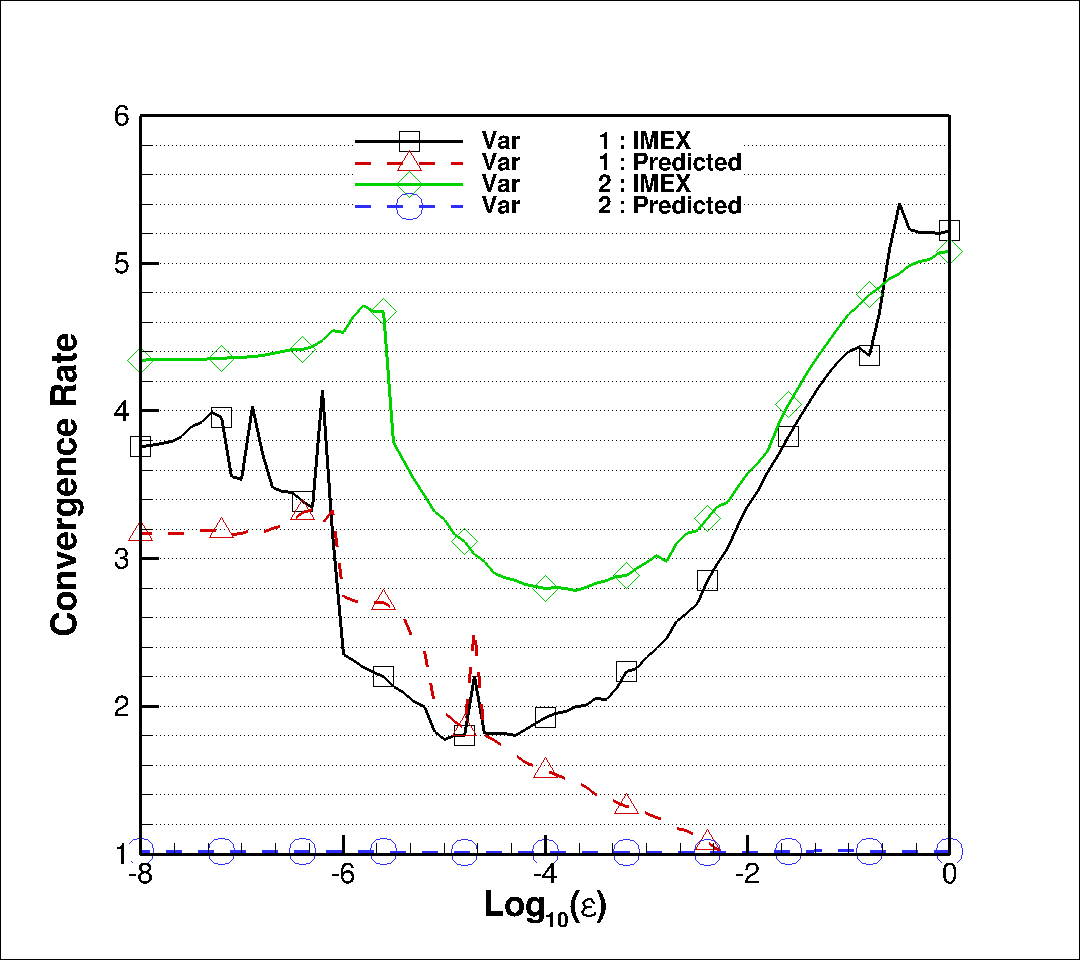 6
Var 1 : IMEX
Var 1 : Predicted
Var 2 : IMEX
Var 2 : Predicted
5
4
3
2
1
Convergence Rate
-8 -6 -4 -2 0
Log10(ε)